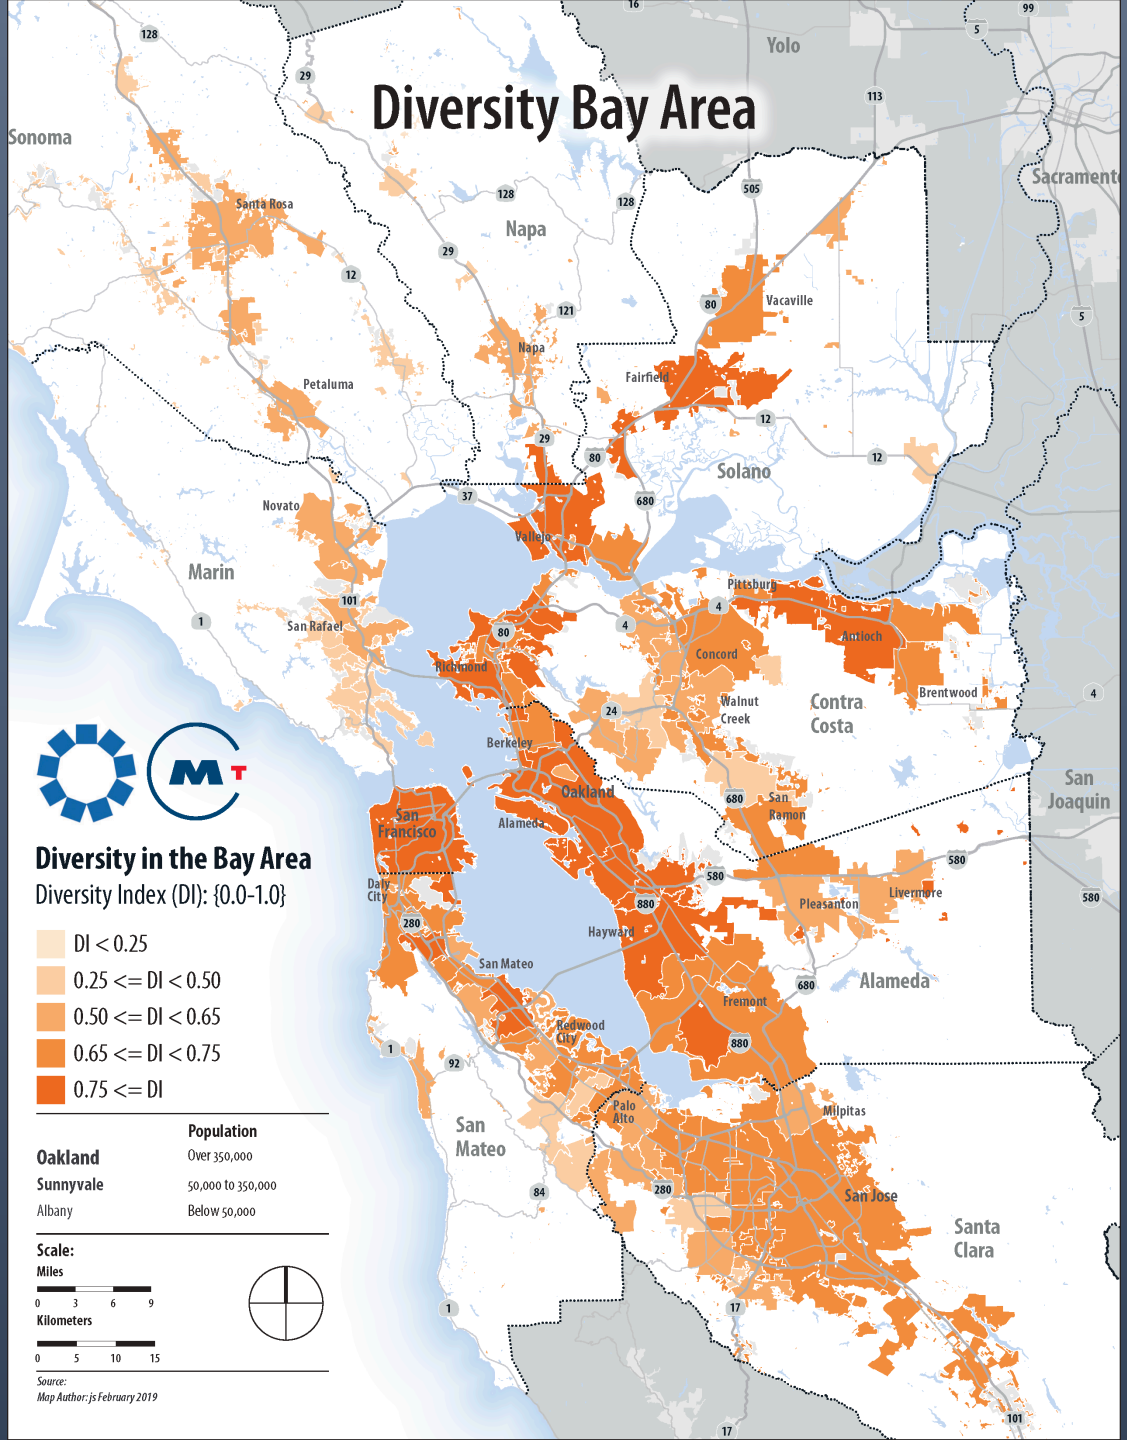 16
99
128
Yolo
5
29
Diversity Bay Area
113
Sonoma
Sacramento
505
128
128
Santa Rosa
Napa
29
12
80
Vacaville
121
5
Napa
Fairfield
Petaluma
12
29
80
12
Solano
37
680
Novato
Vallejo
Marin
Pittsburg
101
4
1
San Rafael
80
4
Antioch
Concord
Richmond
Brentwood
4
Walnut
Creek
Contra
Costa
24
Berkeley
M T
San
Joaquin
Oakland
680
San
Ramon
San
Francisco
Alameda
Diversity in the Bay Area
580
Daly
City
580
Diversity Index (DI): {0.0-1.0}
Livermore
580
880
Pleasanton
280
Hayward
DI < 0.25
San Mateo
0.25 <= DI < 0.50
Alameda
680
Fremont
0.50 <= DI < 0.65
Redwood
City
880
0.65 <= DI < 0.75
1
92
0.75 <= DI
Palo
Alto
Milpitas
San
Mateo
Population
Oakland
Over 350,000
Sunnyvale
50,000 to 350,000
280
84
San Jose
Albany
Below 50,000
Santa
Clara
Scale:
Miles
0 3 6 9
1
17
Kilometers
0 5 10 15
Source:
Map Author: js February 2019
101
17